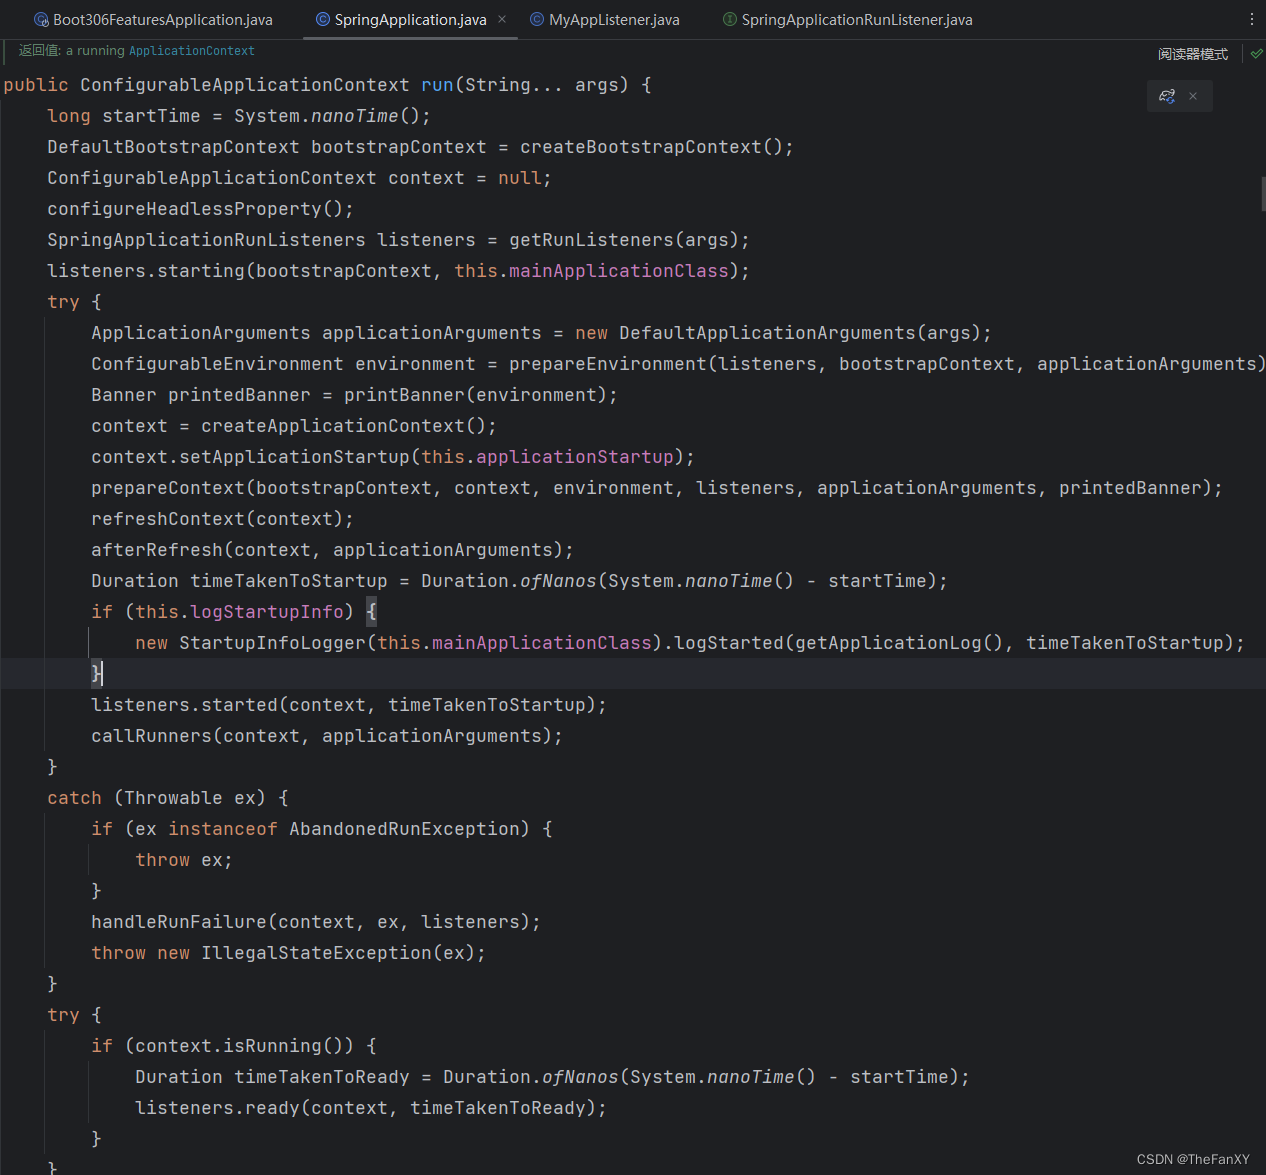 Boot306FeaturesApplication.java SpringApplication.java × MyAppListener.java SpringApplicationRunListener.java
返回值: a running ApplicationContext
阅读器模式
public ConfigurableApplicationContext run(String... args) {
long startTime = System.nanoTime();
DefaultBootstrapContext bootstrapContext = createBootstrapContext();
ConfigurableApplicationContext context = null;
configureHeadlessProperty();
SpringApplicationRunListeners listeners = getRunListeners(args);
listeners.starting(bootstrapContext, this.mainApplicationClass);
try {
ApplicationArguments applicationArguments = new DefaultApplicationArguments(args);
ConfigurableEnvironment environment = prepareEnvironment(listeners, bootstrapContext, applicationArguments)
Banner printedBanner = printBanner(environment);
context = createApplicationContext();
context.setApplicationStartup(this.applicationStartup);
prepareContext(bootstrapContext, context, environment, listeners, applicationArguments, printedBanner);
refreshContext(context);
afterRefresh(context, applicationArguments);
Duration timeTakenToStartup = Duration.ofNanos(System.nanoTime() - startTime);
if (this.logStartupInfo) {
new StartupInfoLogger(this.mainApplicationClass).logStarted(getApplicationLog(), timeTakenToStartup);
}
listeners.started(context, timeTakenToStartup);
callRunners(context, applicationArguments);
}
catch (Throwable ex) {
if (ex instanceof AbandonedRunException) {
throw ex;
}
handleRunFailure(context, ex, listeners);
throw new IllegalStateException(ex);
}
try {
if (context.isRunning()) {
Duration timeTakenToReady = Duration.ofNanos(System.nanoTime() - startTime);
listeners.ready(context, timeTakenToReady);
}
}
CSDN @TheFanXY